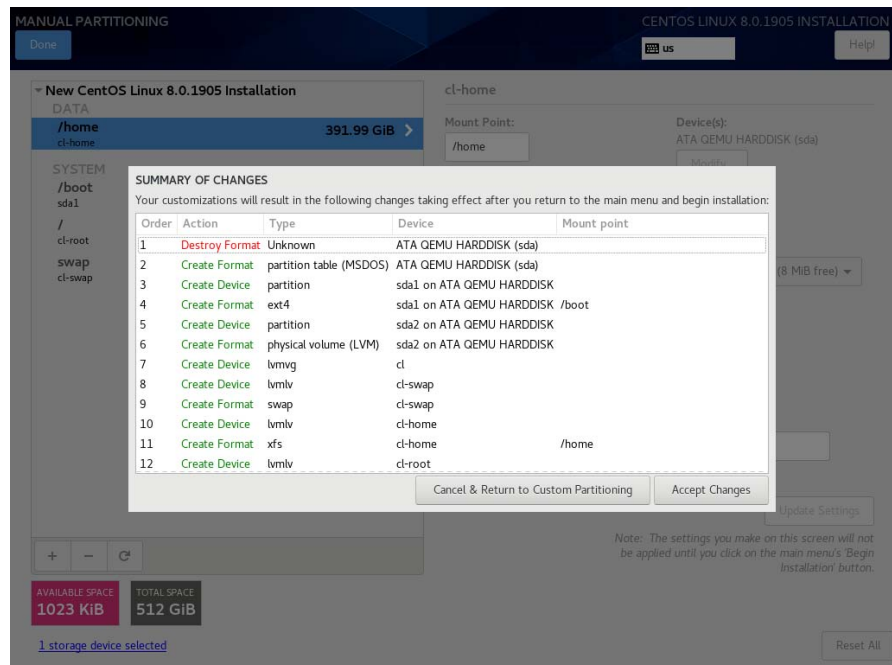 MANUAL PARTITIONING
CENTOS LINUX 8.0.1905 INSTALLATION
Done
us
Help!
New CentOS Linux 8.0.1905 Installation
DATA
/home
cl-home
391.99 GiB
SYSTEM
/boot
sda1
/
cl-root
swap
cl-swap
cl-home
Mount Point:
/home
Device(s):
ATA QEMU HARDDISK (sda)
Modify...
(8 MiB free)
SUMMARY OF CHANGES
Your customizations will result in the following changes taking effect after you return to the main menu and begin installation:
Order Action Type Device Mount point
1 Destroy Format Unknown ATA QEMU HARDDISK (sda)
2 Create Format partition table (MSDOS) ATA QEMU HARDDISK (sda)
3 Create Device partition sda1 on ATA QEMU HARDDISK
4 Create Format ext4 sda1 on ATA QEMU HARDDISK /boot
5 Create Device partition sda2 on ATA QEMU HARDDISK
6 Create Format physical volume (LVM) sda2 on ATA QEMU HARDDISK
7 Create Device lvmvg cl
8 Create Device lvmlv cl-swap
9 Create Format swap cl-swap
10 Create Device lvmlv cl-home
11 Create Format xfs cl-home /home
12 Create Device lvmlv cl-root
Cancel & Return to Custom Partitioning
Accept Changes
Update Settings
Note: The settings you make on this screen will not
be applied until you click on the main menu's 'Begin
Installation' button.
AVAILABLE SPACE
1023 KiB
TOTAL SPACE
512 GiB
1 storage device selected
Reset All